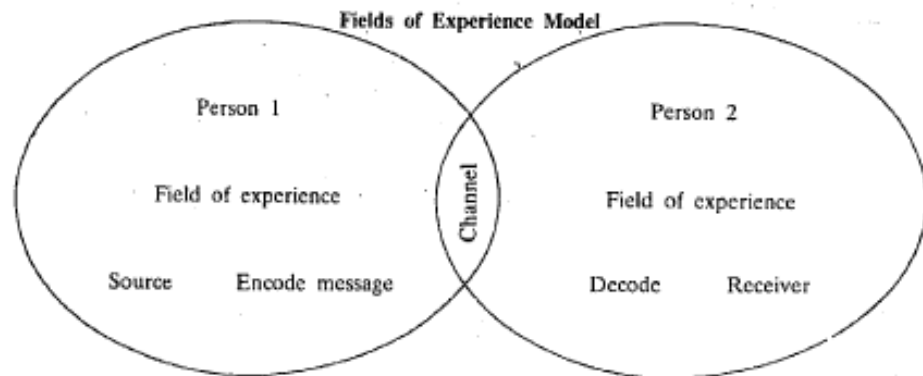 Fields of Experience Model
Person 1
Person 2
Field of experience
Channel
Field of experience
Source Encode message
Decode Receiver